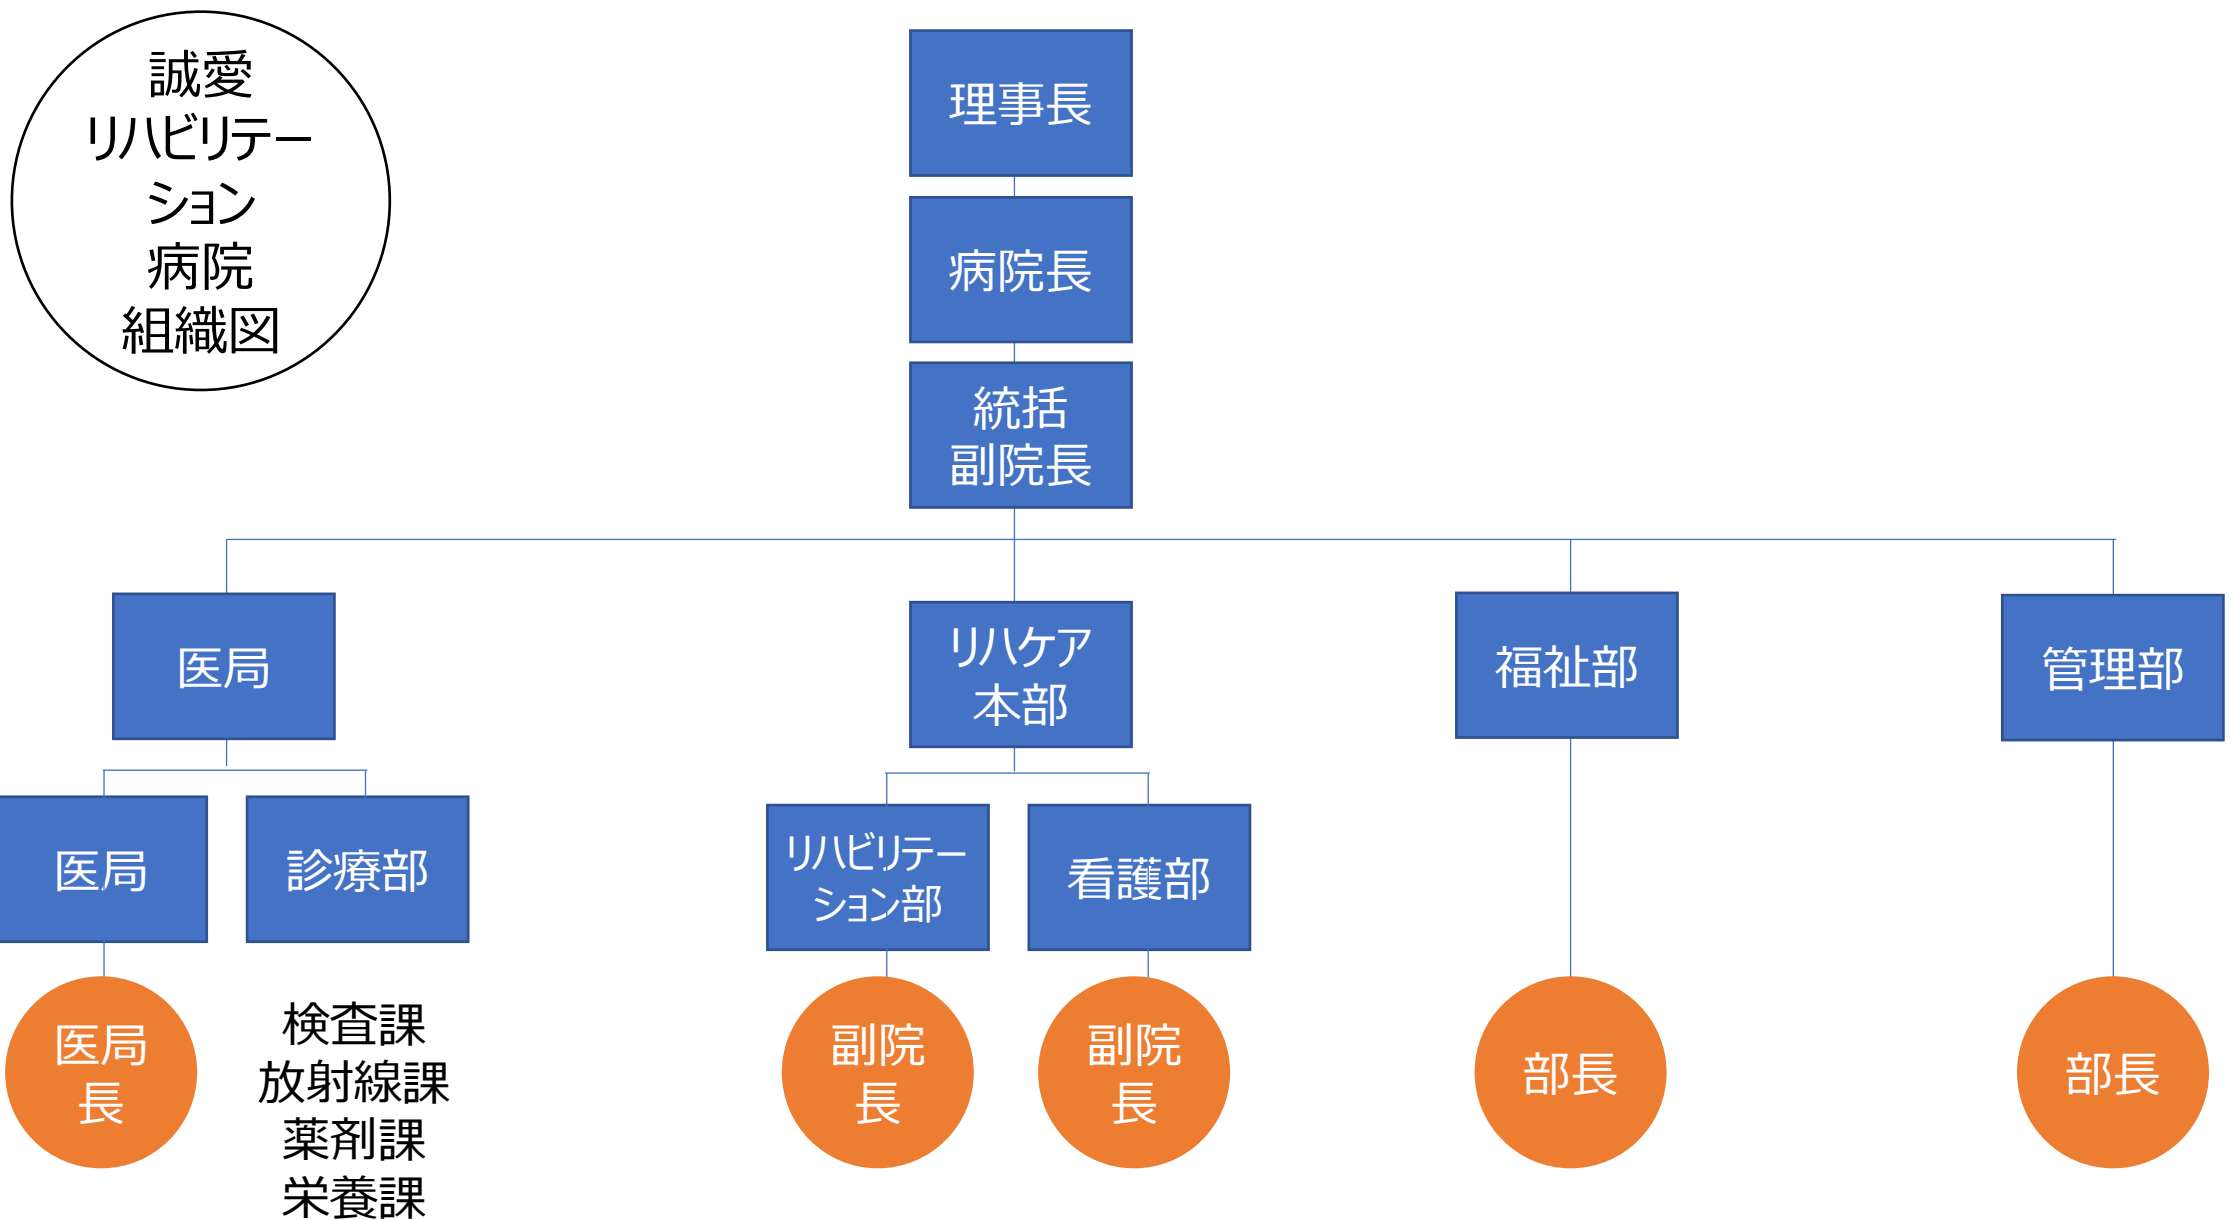 誠愛
リハビリテー
ション
病院
組織図
理事長
病院長
統括
副院長
医局
リハケア
本部
福祉部
管理部
医局
診療部
リハビリテー
ション部
看護部
医局
長
検査課
放射線課
薬剤課
栄養課
副院
長
副院
長
部長
部長